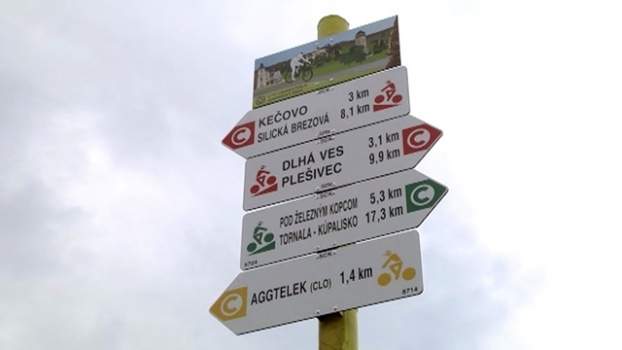 KEČOVO 3 km
SILICKÁ BREZOVÁ 8,1 km
C
DLHÁ VES 3,1 km C
PLEŠIVEC 9,9 km
POD ŽELEZNÝM KOPCOM 5,3 km C
TORNALA - KÚPALISKO 17,3 km
C AGGTELEK (CLO) 1,4 km
8714